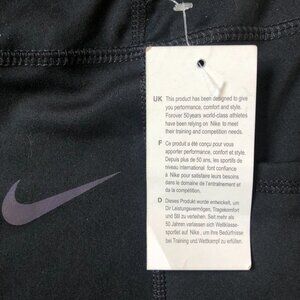 UK This product has been designed to give
you performance, comfort and style.
Forover 50years world-class athletes
have been relying on Nike to meet
their training and competition needs.
F Ce produit a été conçu pour vous
apporter performance, confort et style.
Depuis plus de 50 ans, les sportifs de
niveau international font confiance
a Nike pour satisfaire leurs besoins
dans le domaine de l'entraînement et
da la compétition.
D Dieses Produkt wurde entwickelt, um
Dir Leistungsvermögen, Tragekomfort
und Stil zu verleihen. Seit mehr als
50 Jahren verlassen sich Weltklasse-
sportler auf Nike, um Ihre Bedürfnisse
bei Training und Wettkampf zu erfüllen.